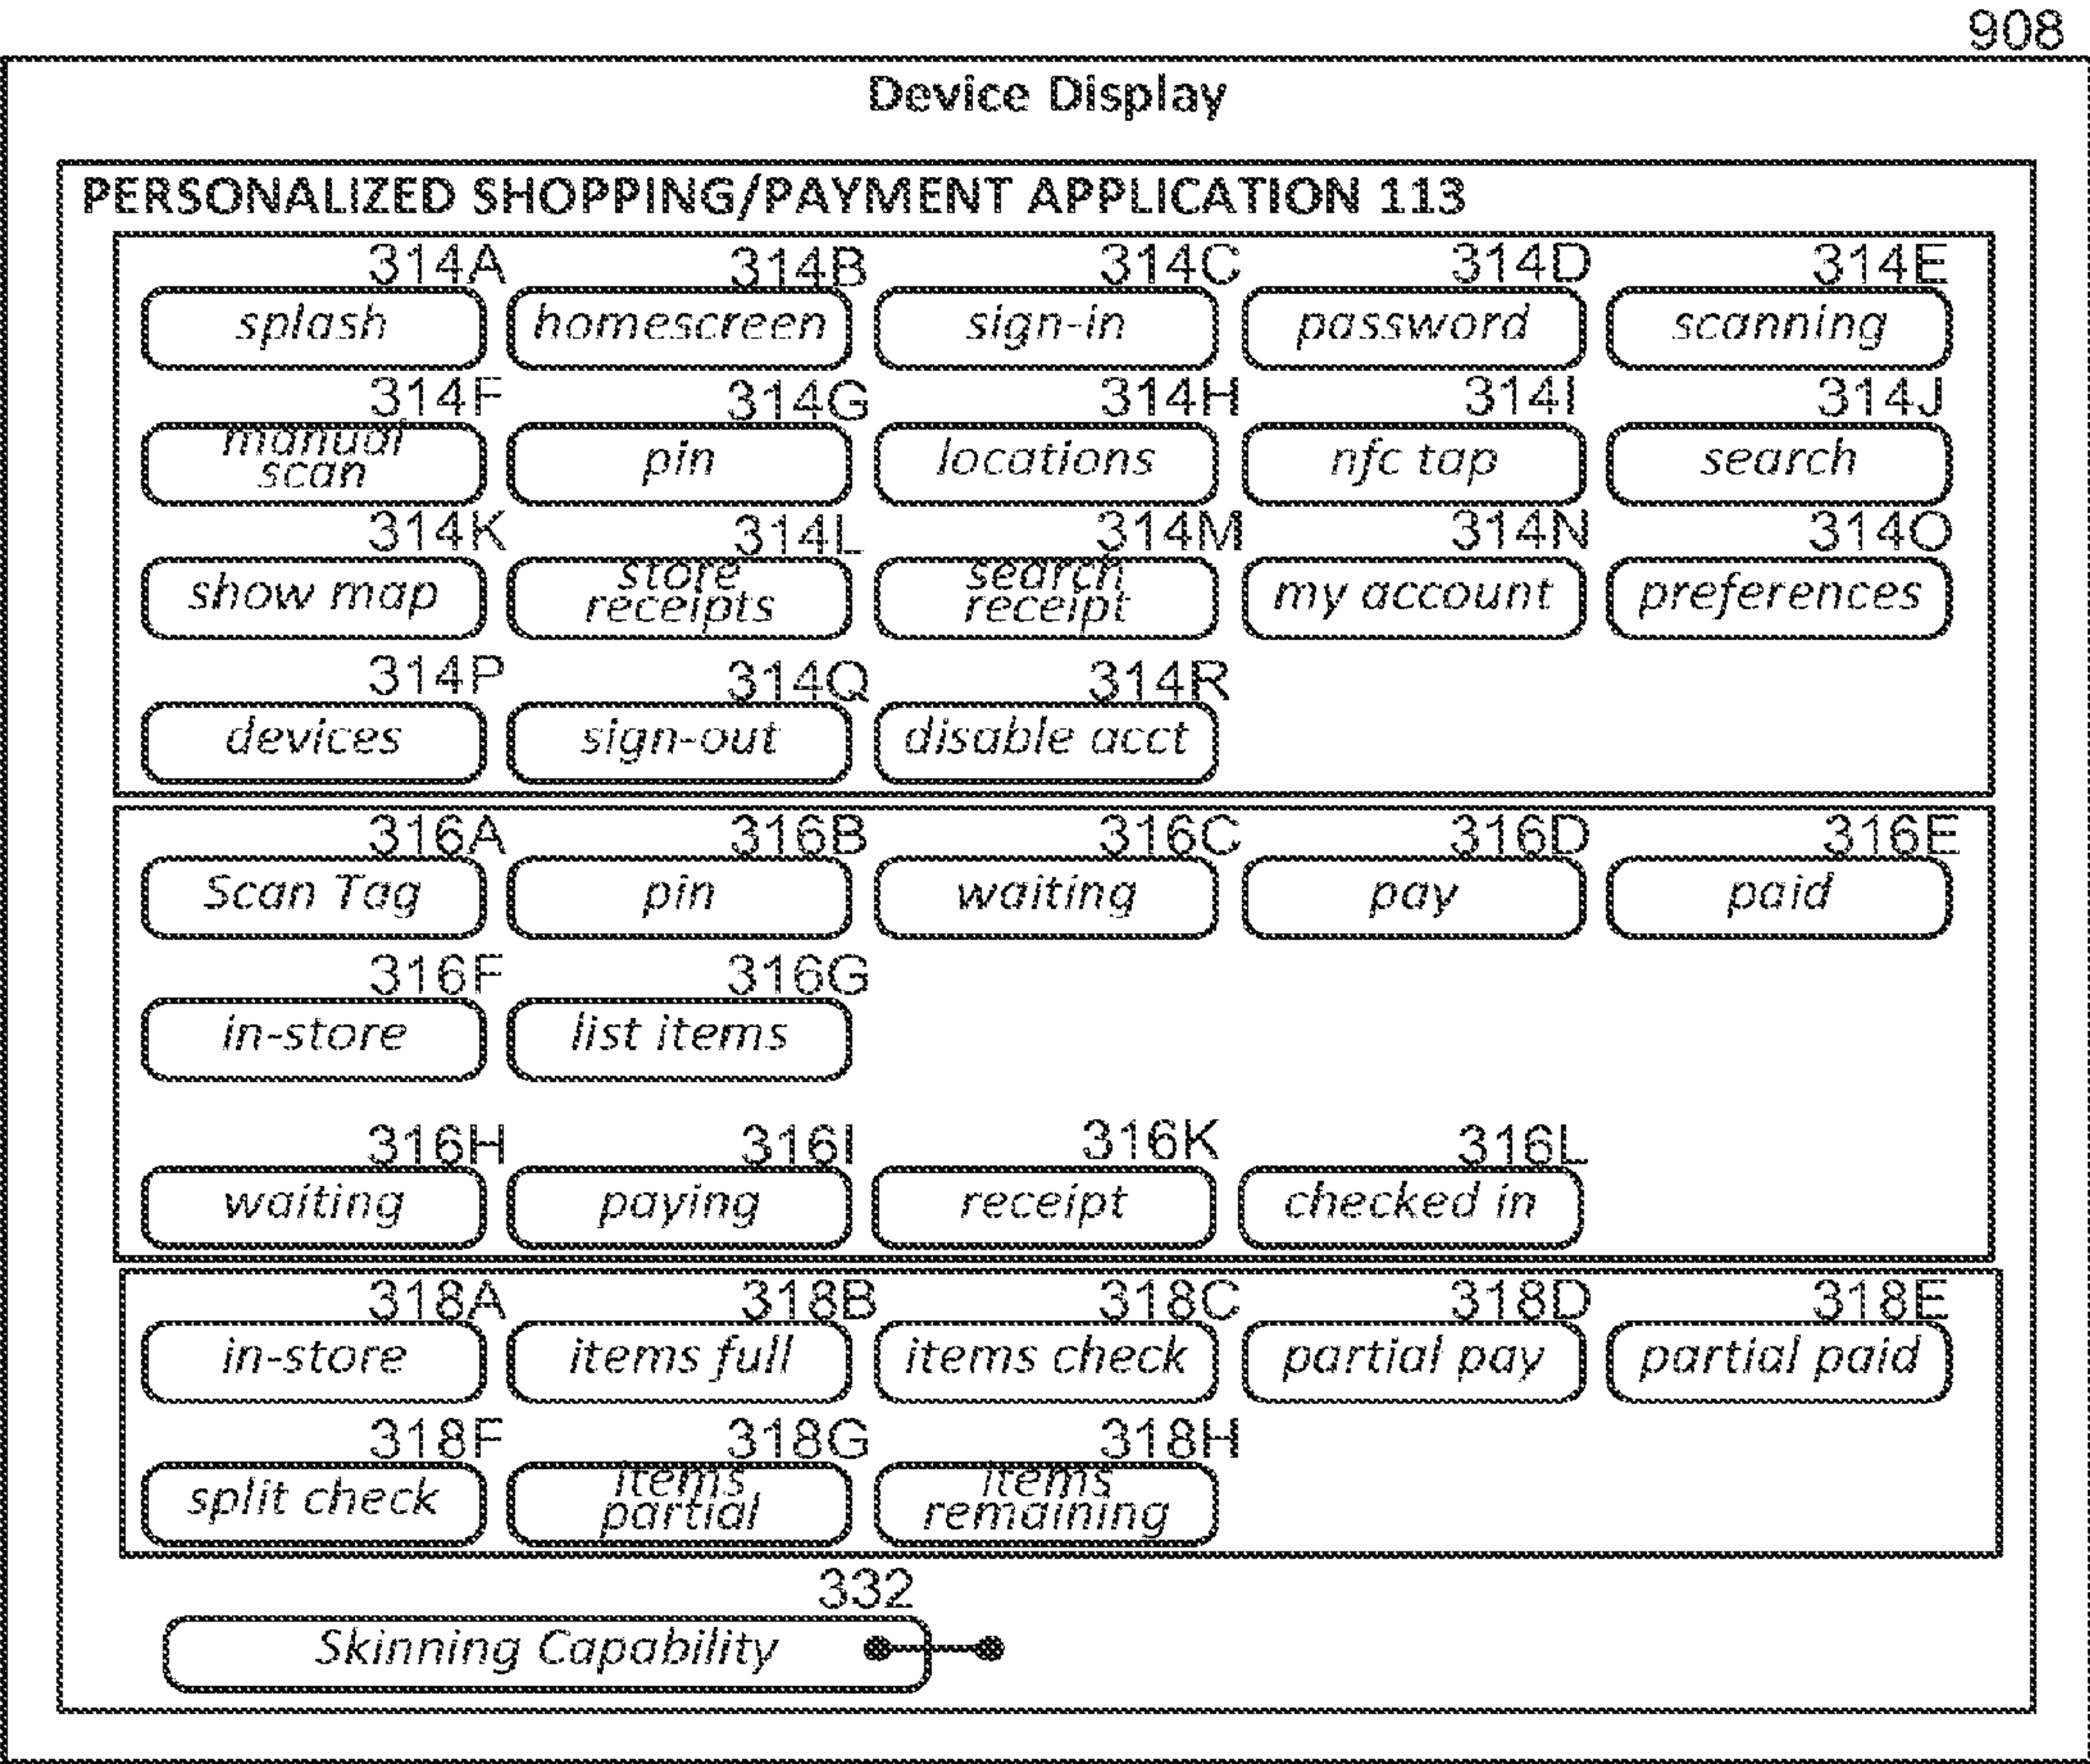 908
Device Display
PERSONALIZED SHOPPING/PAYMENT APPLICATION 113
314A 314B 314C 314D 314E
splash homescreen sign-in password scanning
314F 314G 314H 314I 314J
manual
scan pin locations nfc tap search
314K 314L 314M 314N 314O
show map store
receipts search
receipt my account preferences
314P 314Q 314R
devices sign-out disable acct
316A 316B 316C 316D 316E
Scan Tag pin waiting pay paid
316F 316G
in-store list items
316H 316I 316K 316L
waiting paying receipt checked in
318A 318B 318C 318D 318E
in-store items full items check partial pay partial paid
318F 318G 318H
split check items
partial items
remaining
332
Skinning Capability